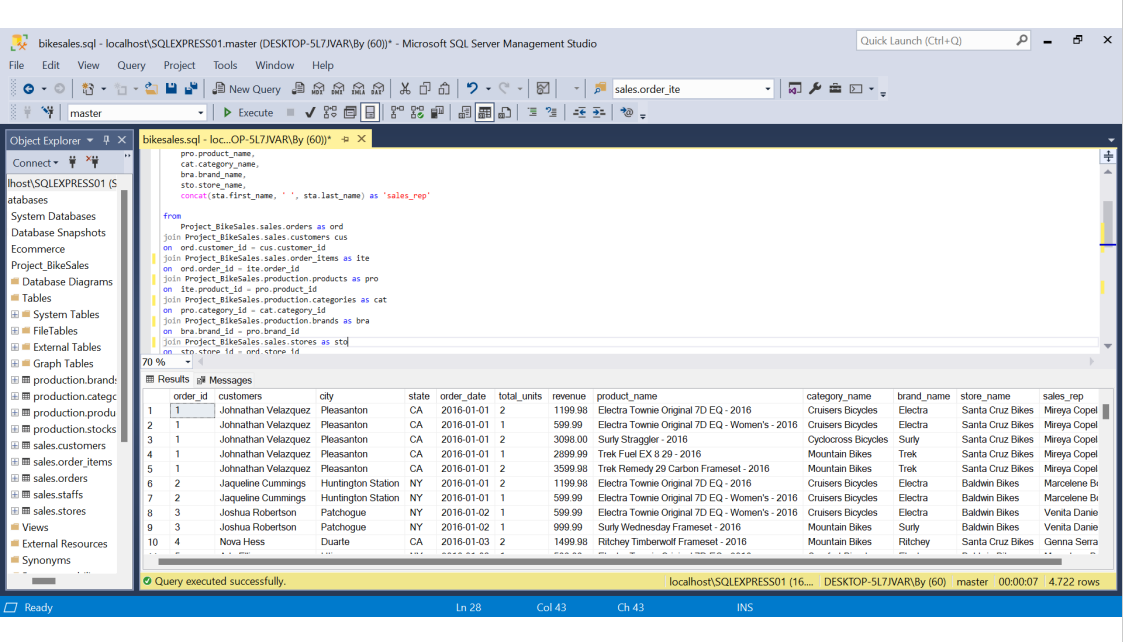 bikesales.sql - localhost\SQLEXPRESS01.master (DESKTOP-5L7JVAR\By (60))* - Microsoft SQL Server Management Studio
Quick Launch (Ctrl+Q)
File Edit View Query Project Tools Window Help
New Query MDX DMX XMLA DAX sales.order_ite
master Execute
Object Explorer
bikesales.sql - loc...OP-5L7JVAR\By (60))*
Connect
lhost\SQLEXPRESS01 (S
atabases
System Databases
Database Snapshots
Ecommerce
Project_BikeSales
Database Diagrams
Tables
System Tables
FileTables
External Tables
Graph Tables
production.brands
production.catego
production.produ
production.stocks
sales.customers
sales.order_items
sales.orders
sales.staffs
sales.stores
Views
External Resources
Synonyms
pro.product_name,
cat.category_name,
bra.brand_name,
sto.store_name,
concat(sta.first_name, ' ', sta.last_name) as 'sales_rep'
from
Project_BikeSales.sales.orders as ord
join Project_BikeSales.sales.customers cus
on ord.customer_id = cus.customer_id
join Project_BikeSales.sales.order_items as ite
on ord.order_id = ite.order_id
join Project_BikeSales.production.products as pro
on ite.product_id = pro.product_id
join Project_BikeSales.production.categories as cat
on pro.category_id = cat.category_id
join Project_BikeSales.production.brands as bra
on bra.brand_id = pro.brand_id
join Project_BikeSales.sales.stores as sto
on sto.store_id = ord.store_id
70 %
Results Messages
order_id customers city state order_date total_units revenue product_name category_name brand_name store_name sales_rep
1 1 Johnathan Velazquez Pleasanton CA 2016-01-01 2 1199.98 Electra Townie Original 7D EQ - 2016 Cruisers Bicycles Electra Santa Cruz Bikes Mireya Copel
2 1 Johnathan Velazquez Pleasanton CA 2016-01-01 1 599.99 Electra Townie Original 7D EQ - Women's - 2016 Cruisers Bicycles Electra Santa Cruz Bikes Mireya Copel
3 1 Johnathan Velazquez Pleasanton CA 2016-01-01 2 3098.00 Surly Straggler - 2016 Cyclocross Bicycles Surly Santa Cruz Bikes Mireya Copel
4 1 Johnathan Velazquez Pleasanton CA 2016-01-01 1 2899.99 Trek Fuel EX 8 29 - 2016 Mountain Bikes Trek Santa Cruz Bikes Mireya Copel
5 1 Johnathan Velazquez Pleasanton CA 2016-01-01 2 3599.98 Trek Remedy 29 Carbon Frameset - 2016 Mountain Bikes Trek Santa Cruz Bikes Mireya Copel
6 2 Jaqueline Cummings Huntington Station NY 2016-01-01 2 1199.98 Electra Townie Original 7D EQ - 2016 Cruisers Bicycles Electra Baldwin Bikes Marcelene Bo
7 2 Jaqueline Cummings Huntington Station NY 2016-01-01 1 599.99 Electra Townie Original 7D EQ - Women's - 2016 Cruisers Bicycles Electra Baldwin Bikes Marcelene Bo
8 3 Joshua Robertson Patchogue NY 2016-01-02 1 599.99 Electra Townie Original 7D EQ - Women's - 2016 Cruisers Bicycles Electra Baldwin Bikes Venita Danie
9 3 Joshua Robertson Patchogue NY 2016-01-02 1 999.99 Surly Wednesday Frameset - 2016 Mountain Bikes Surly Baldwin Bikes Venita Danie
10 4 Nova Hess Duarte CA 2016-01-03 2 1499.98 Ritchey Timberwolf Frameset - 2016 Mountain Bikes Ritchey Santa Cruz Bikes Genna Serra
Query executed successfully. localhost\SQLEXPRESS01 (16.... DESKTOP-5L7JVAR\By (60) master 00:00:07 4.722 rows
Ready Ln 28 Col 43 Ch 43 INS